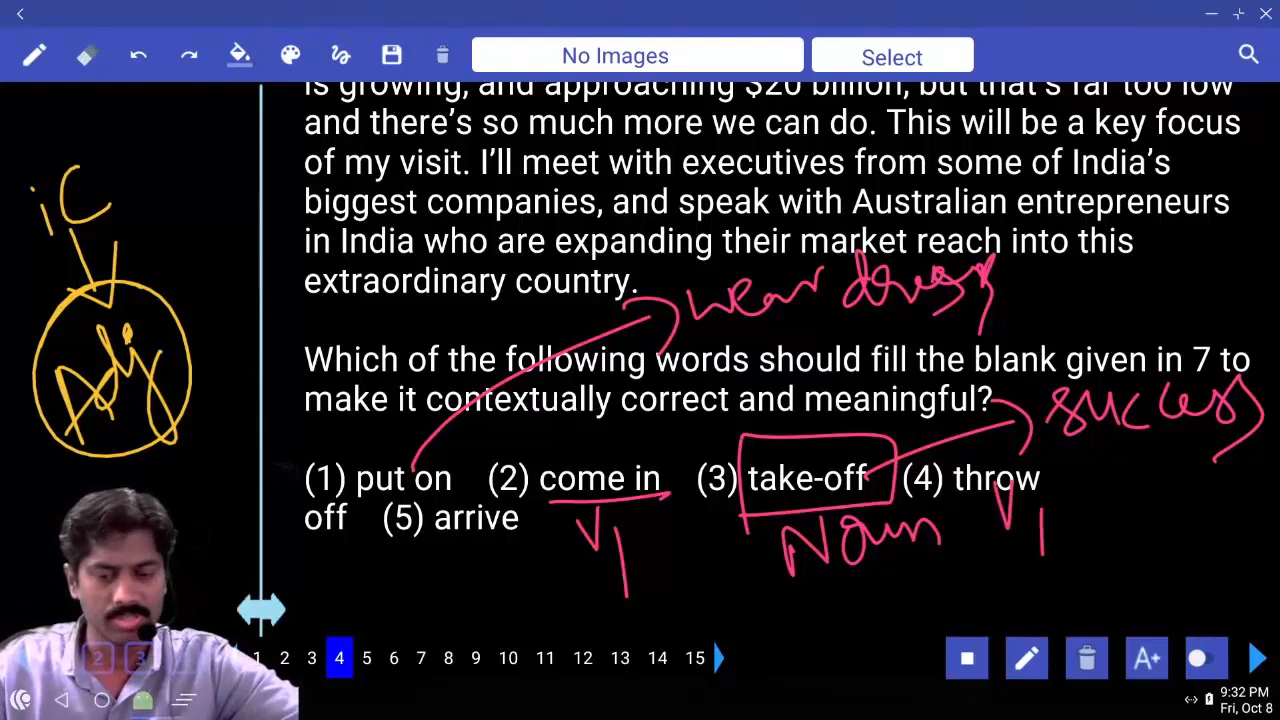 No Images
Select
is growing, and approaching $20 billion, but that's far too low
and there's so much more we can do. This will be a key focus
of my visit. I'll meet with executives from some of India's
biggest companies, and speak with Australian entrepreneurs
in India who are expanding their market reach into this
extraordinary country.
iC
Adj
wear dress
Which of the following words should fill the blank given in 7 to
make it contextually correct and meaningful?
success
(1) put on (2) come in (3) take-off (4) throw
off (5) arrive
V1
Noun
V1
2 3
1 2 3 4 5 6 7 8 9 10 11 12 13 14 15
A+
9:32 PM
Fri, Oct 8